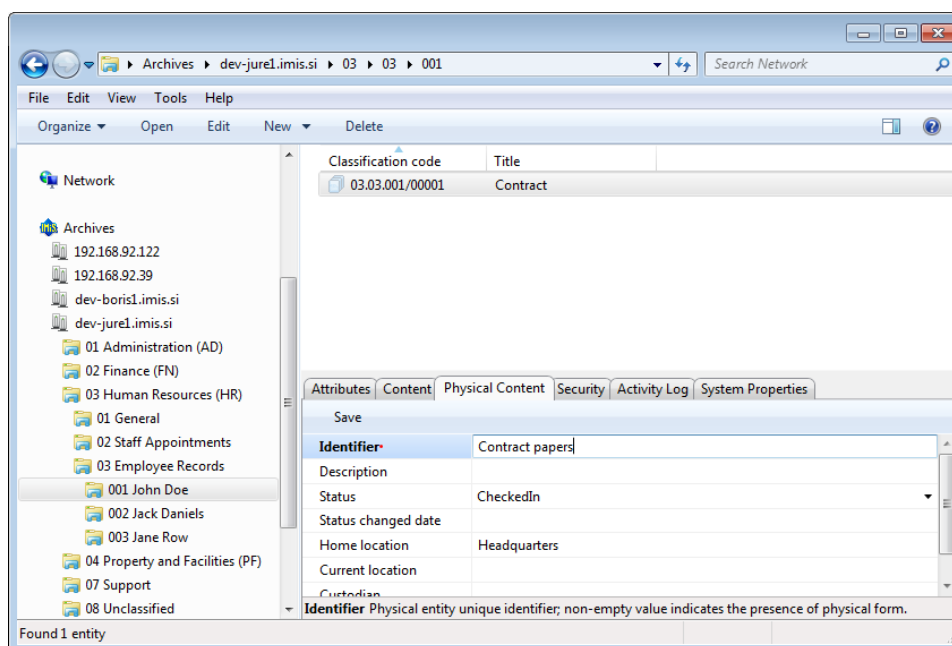 Archives ▸ dev-jure1.imis.si ▸ 03 ▸ 03 ▸ 001
Search Network
File Edit View Tools Help
Organize Open Edit New Delete
Network
Archives
192.168.92.122
192.168.92.39
dev-boris1.imis.si
dev-jure1.imis.si
01 Administration (AD)
02 Finance (FN)
03 Human Resources (HR)
01 General
02 Staff Appointments
03 Employee Records
001 John Doe
002 Jack Daniels
003 Jane Row
04 Property and Facilities (PF)
07 Support
08 Unclassified
Classification code Title
03.03.001/00001 Contract
Attributes Content Physical Content Security Activity Log System Properties
Save
Identifier* Contract papers
Description
Status CheckedIn
Status changed date
Home location Headquarters
Current location
Custodian
Identifier Physical entity unique identifier; non-empty value indicates the presence of physical form.
Found 1 entity